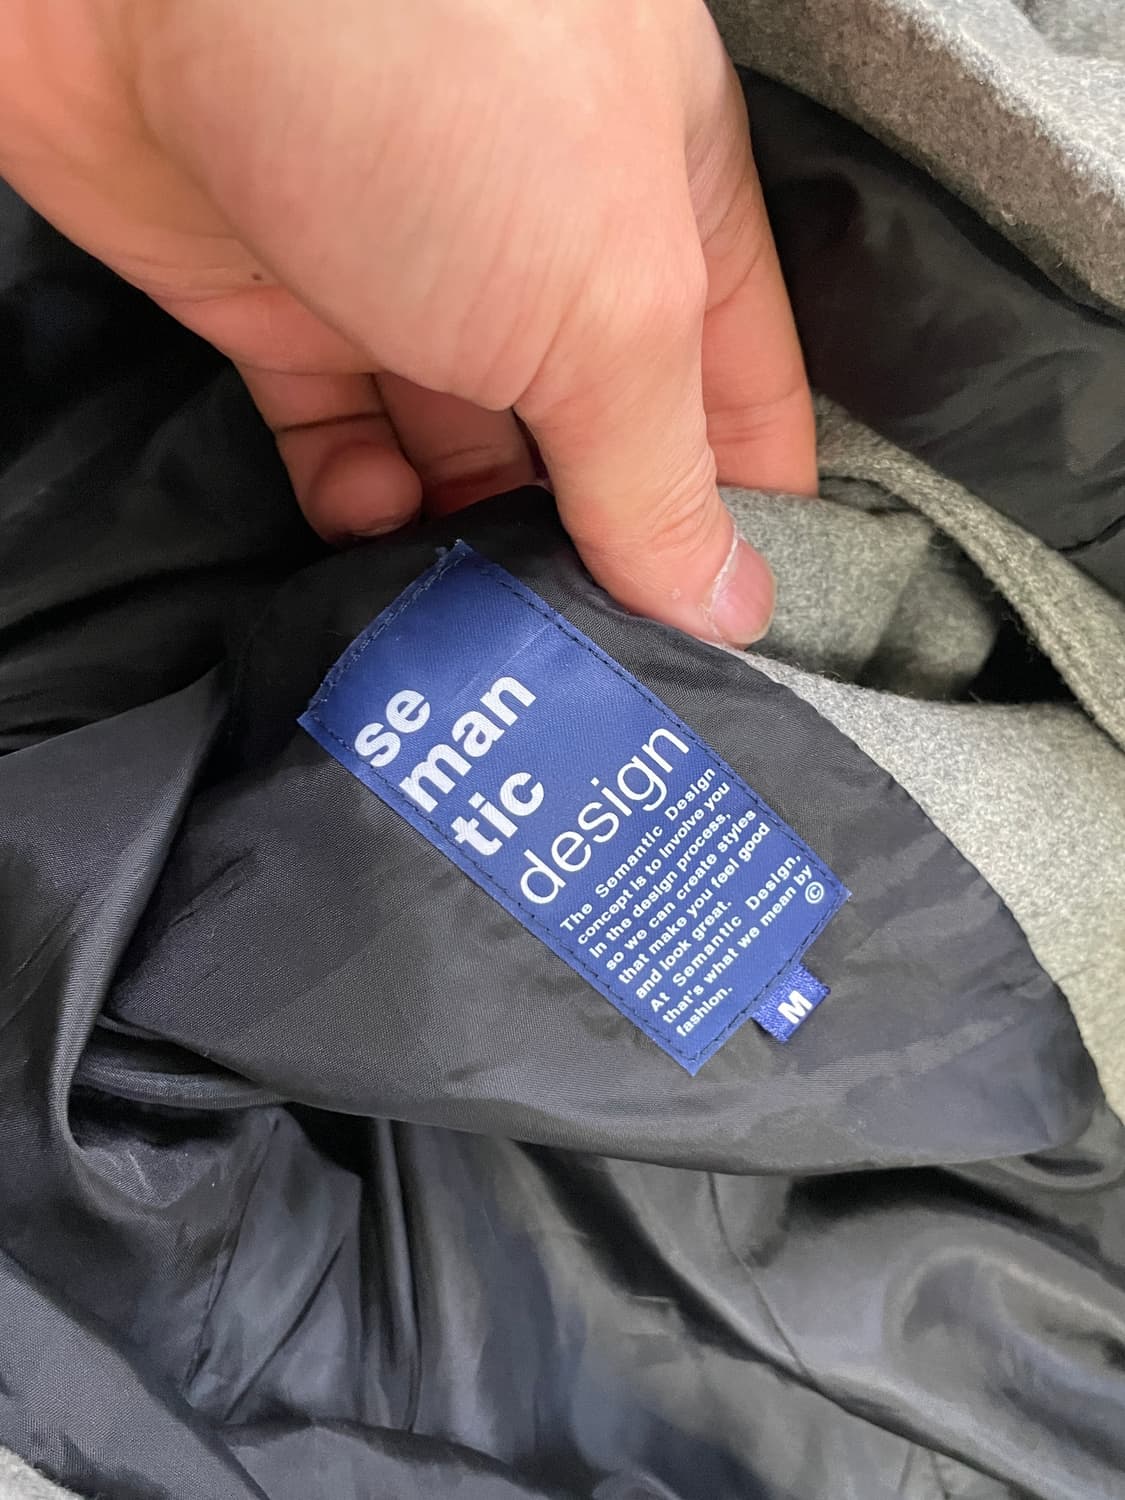 se
man
tic
design
The Semantic Design
concept is to involve you
in the design process,
so we can create styles
that make you feel good
and look great.
At Semantic Design,
that's what we mean by
fashion. ©
M